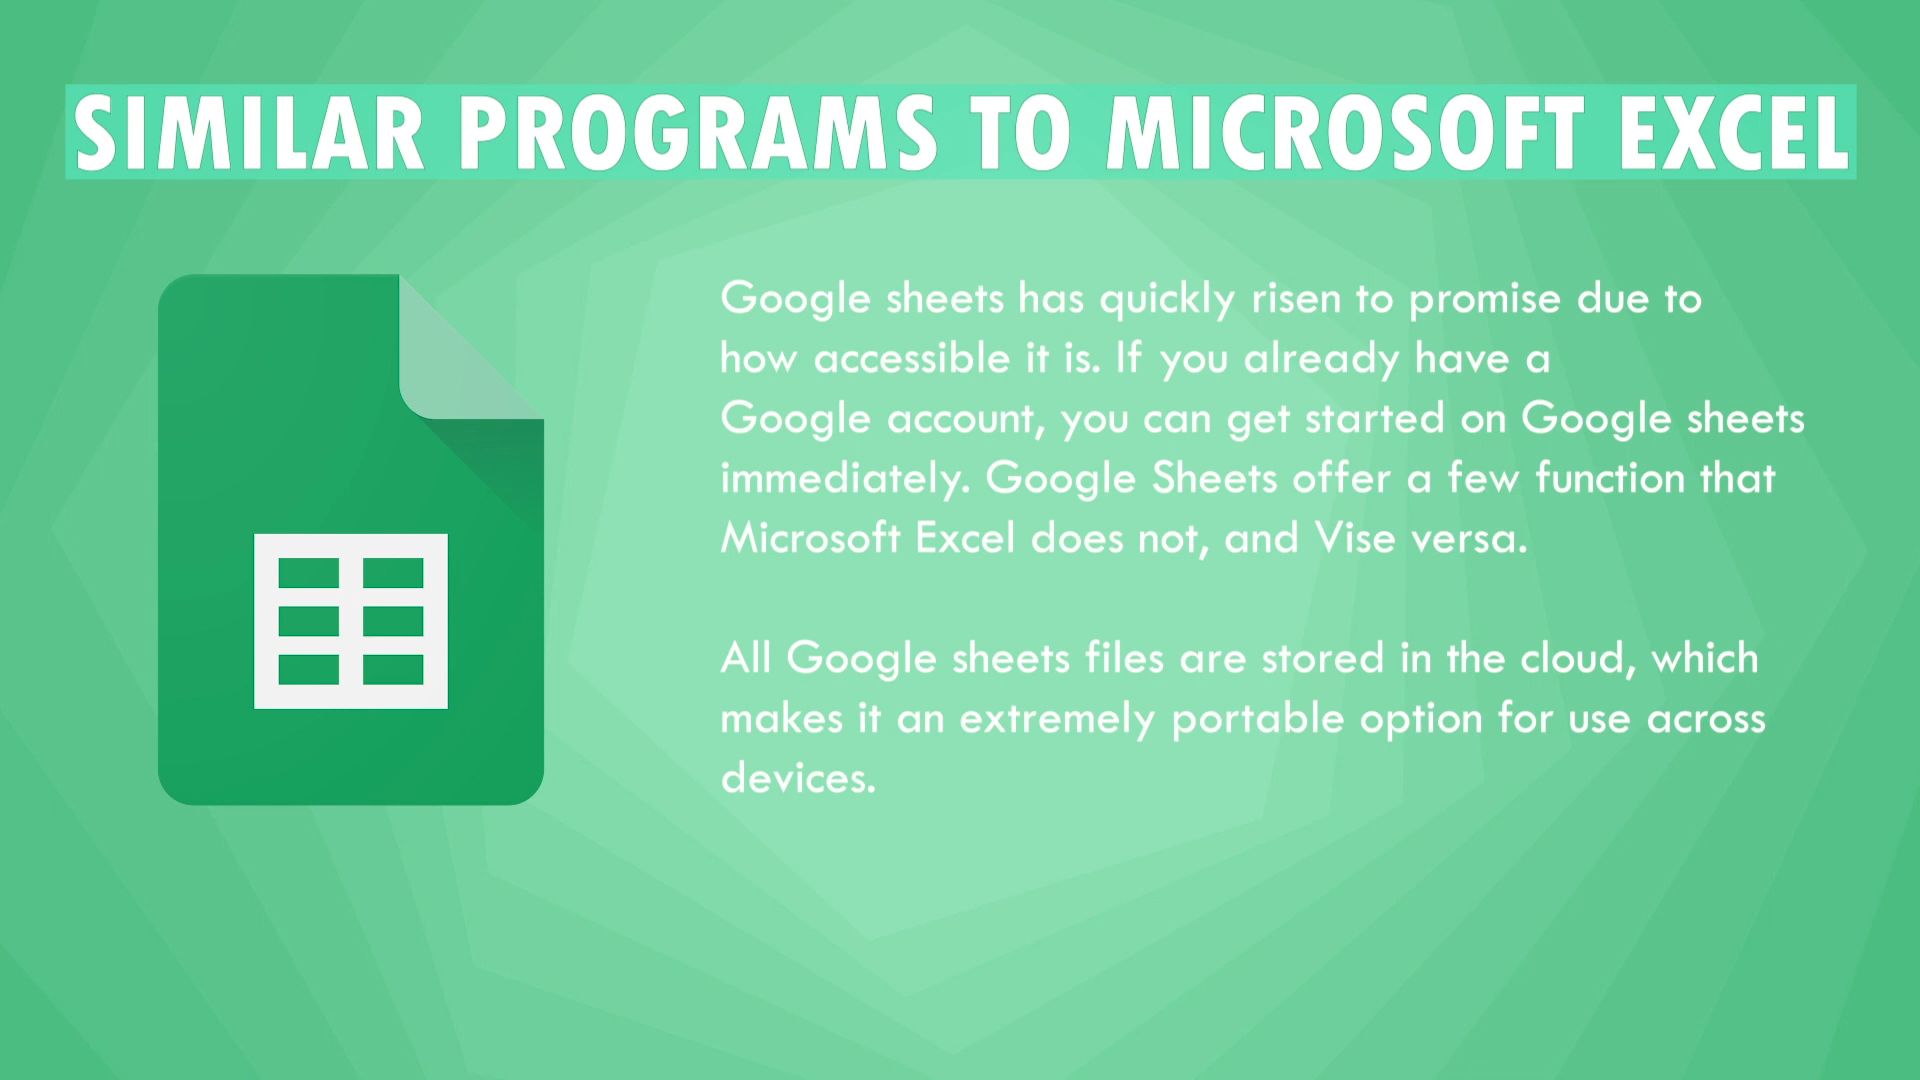 SIMILAR PROGRAMS TO MICROSOFT EXCEL
Google sheets has quickly risen to promise due to
how accessible it is. If you already have a
Google account, you can get started on Google sheets
immediately. Google Sheets offer a few function that
Microsoft Excel does not, and Vise versa.
All Google sheets files are stored in the cloud, which
makes it an extremely portable option for use across
devices.